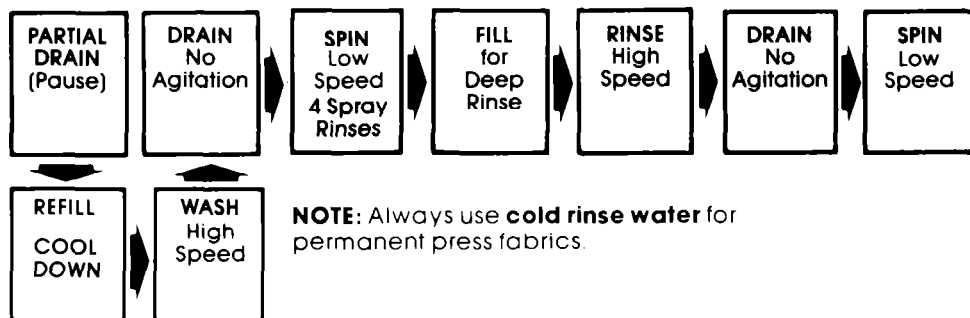 PARTIAL
DRAIN
(Pause)
REFILL
COOL
DOWN
WASH
High
Speed
DRAIN
No
Agitation
SPIN
Low
Speed
4 Spray
Rinses
FILL
for
Deep
Rinse
RINSE
High
Speed
DRAIN
No
Agitation
SPIN
Low
Speed
NOTE: Always use cold rinse water for
permanent press fabrics.